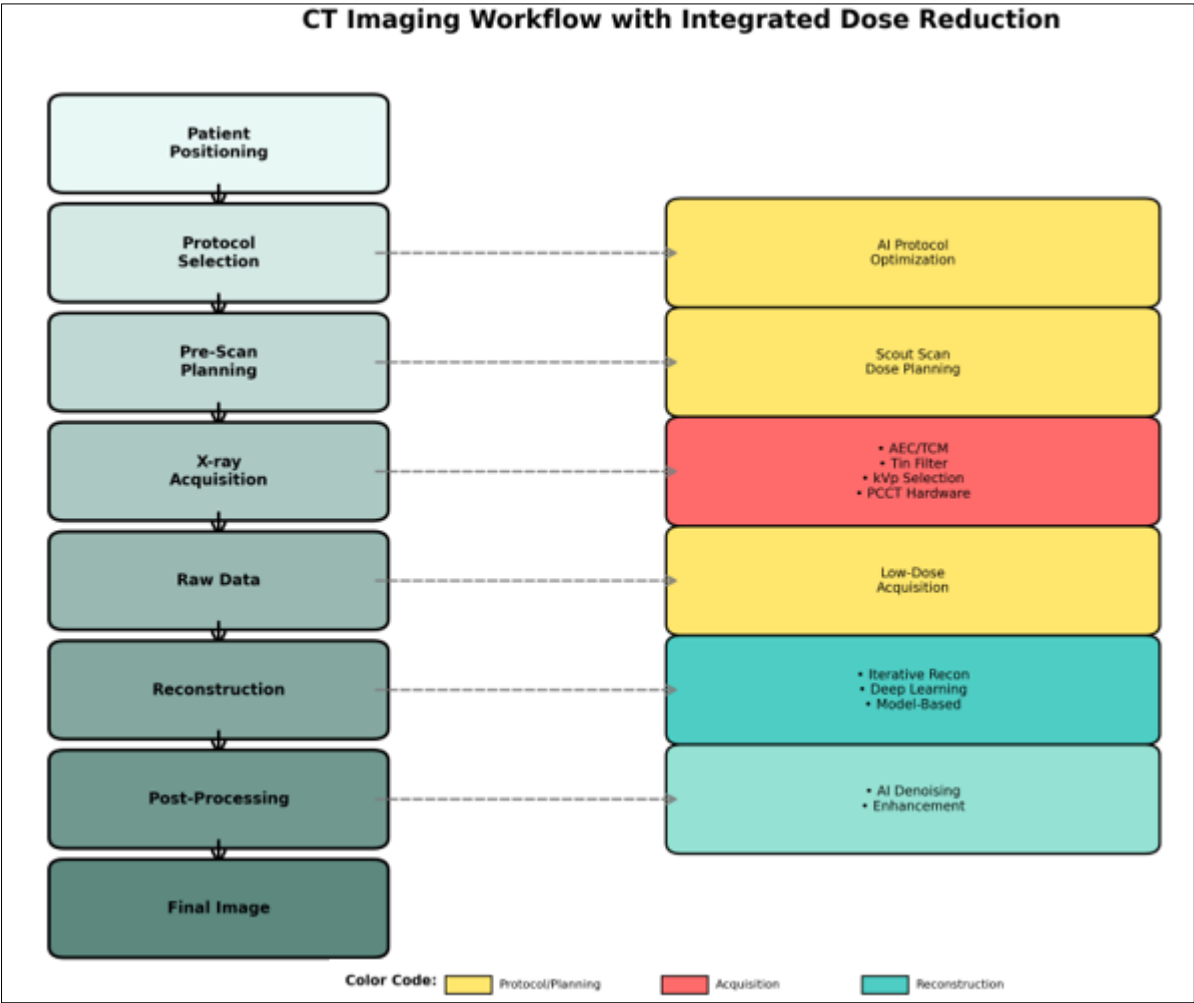 CT Imaging Workflow with Integrated Dose Reduction
Patient
Positioning
Protocol
Selection
AI Protocol
Optimization
Pre-Scan
Planning
Scout Scan
Dose Planning
X-ray
Acquisition
• AEC/TCM
• Tin Filter
• kVp Selection
• PCCT Hardware
Raw Data
Low-Dose
Acquisition
Reconstruction
• Iterative Recon
• Deep Learning
• Model-Based
Post-Processing
• AI Denoising
• Enhancement
Final Image
Color Code: Protocol/Planning Acquisition Reconstruction